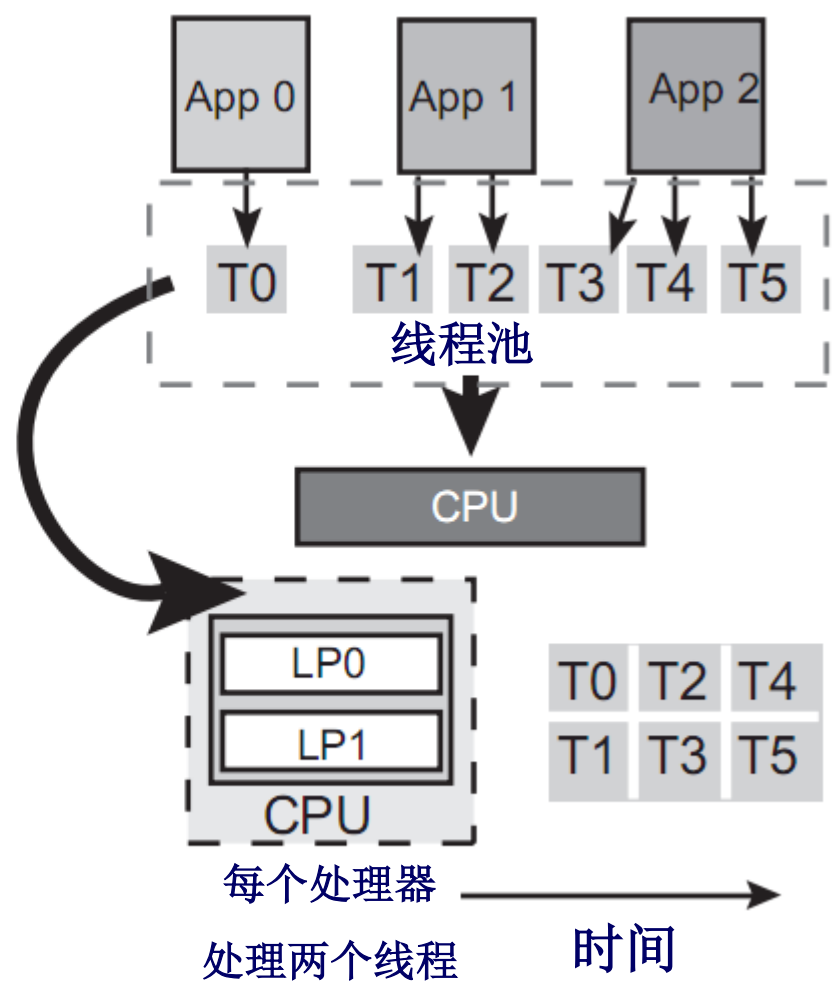 App 0 App 1 App 2
T0 T1 T2 T3 T4 T5
线程池
CPU
LP0
LP1
CPU
T0 T2 T4
T1 T3 T5
每个处理器
处理两个线程
时间